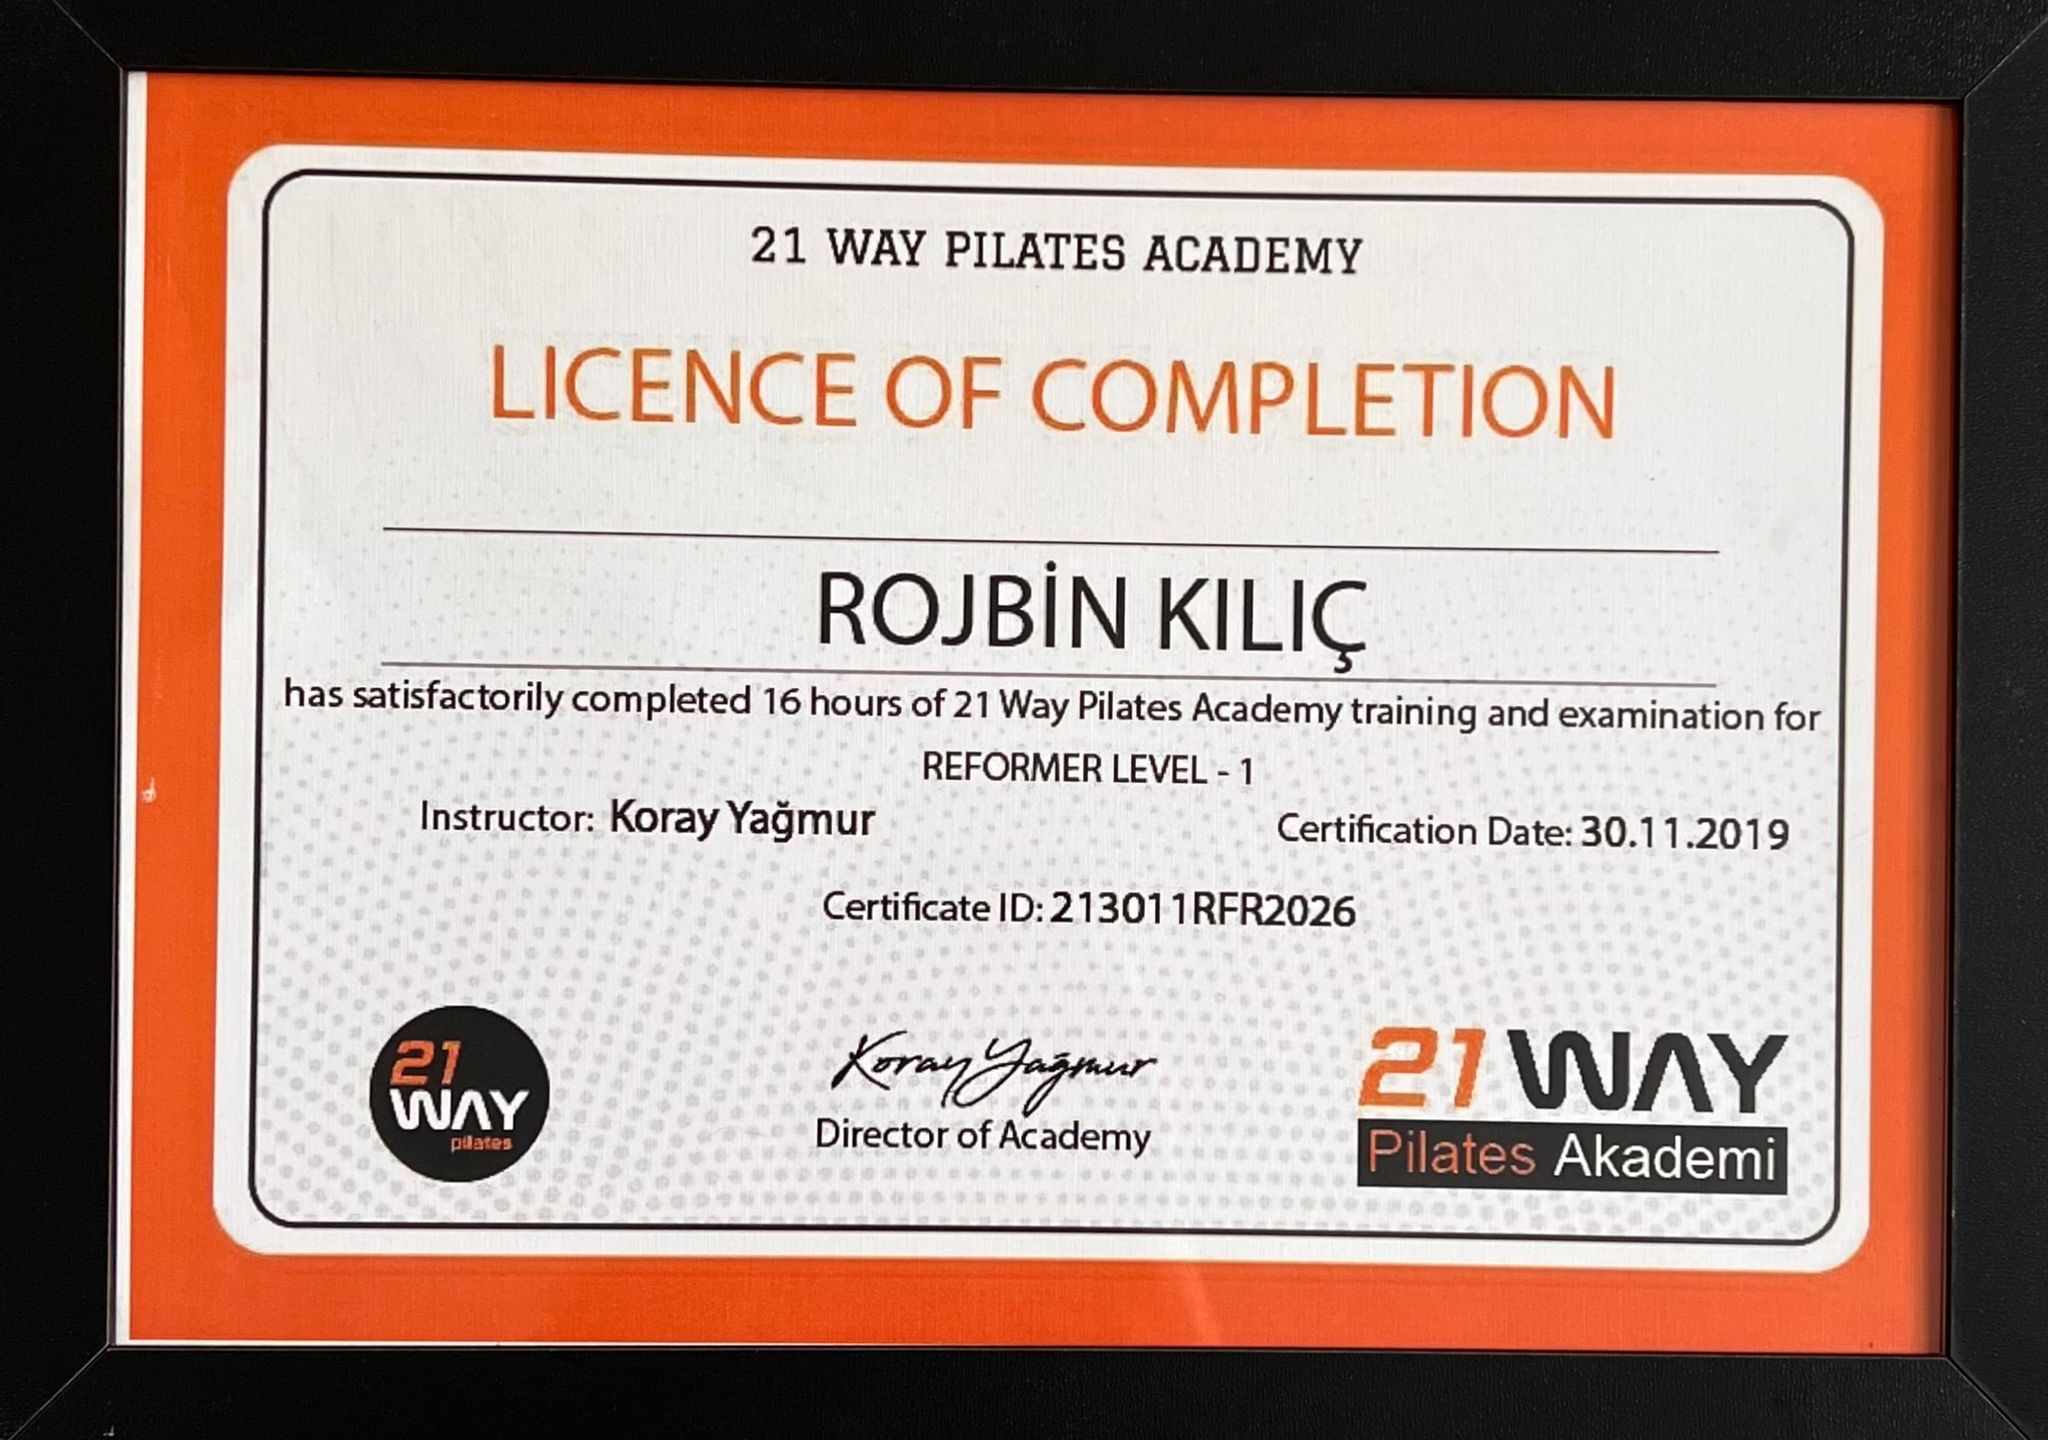 21 WAY PILATES ACADEMY
LICENCE OF COMPLETION
ROJBİN KILIÇ
has satisfactorily completed 16 hours of 21 Way Pilates Academy training and examination for
REFORMER LEVEL - 1
Instructor: Koray Yağmur
Certification Date: 30.11.2019
Certificate ID: 213011RFR2026
21
WAY
pilates
Koray Yağmur
Director of Academy
21 WAY
Pilates Akademi